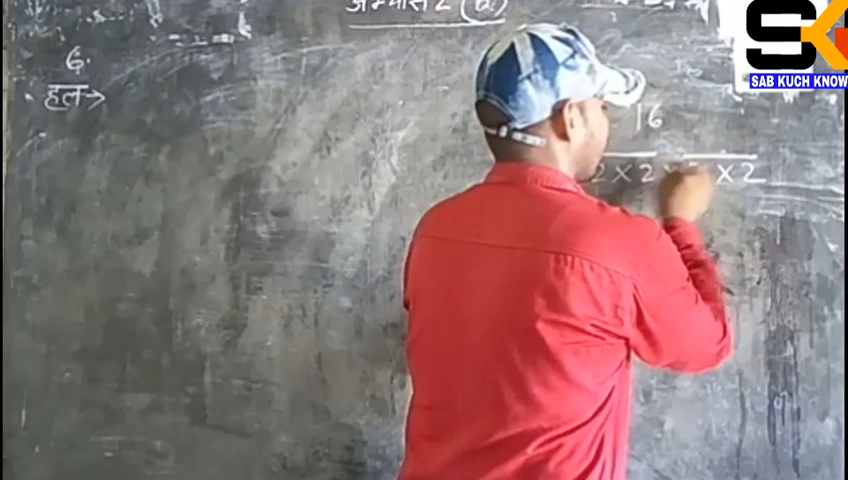 अभ्यास 2 (b)
SK
SAB KUCH KNOW
6.
हल→
16
2 × 2 × × 2